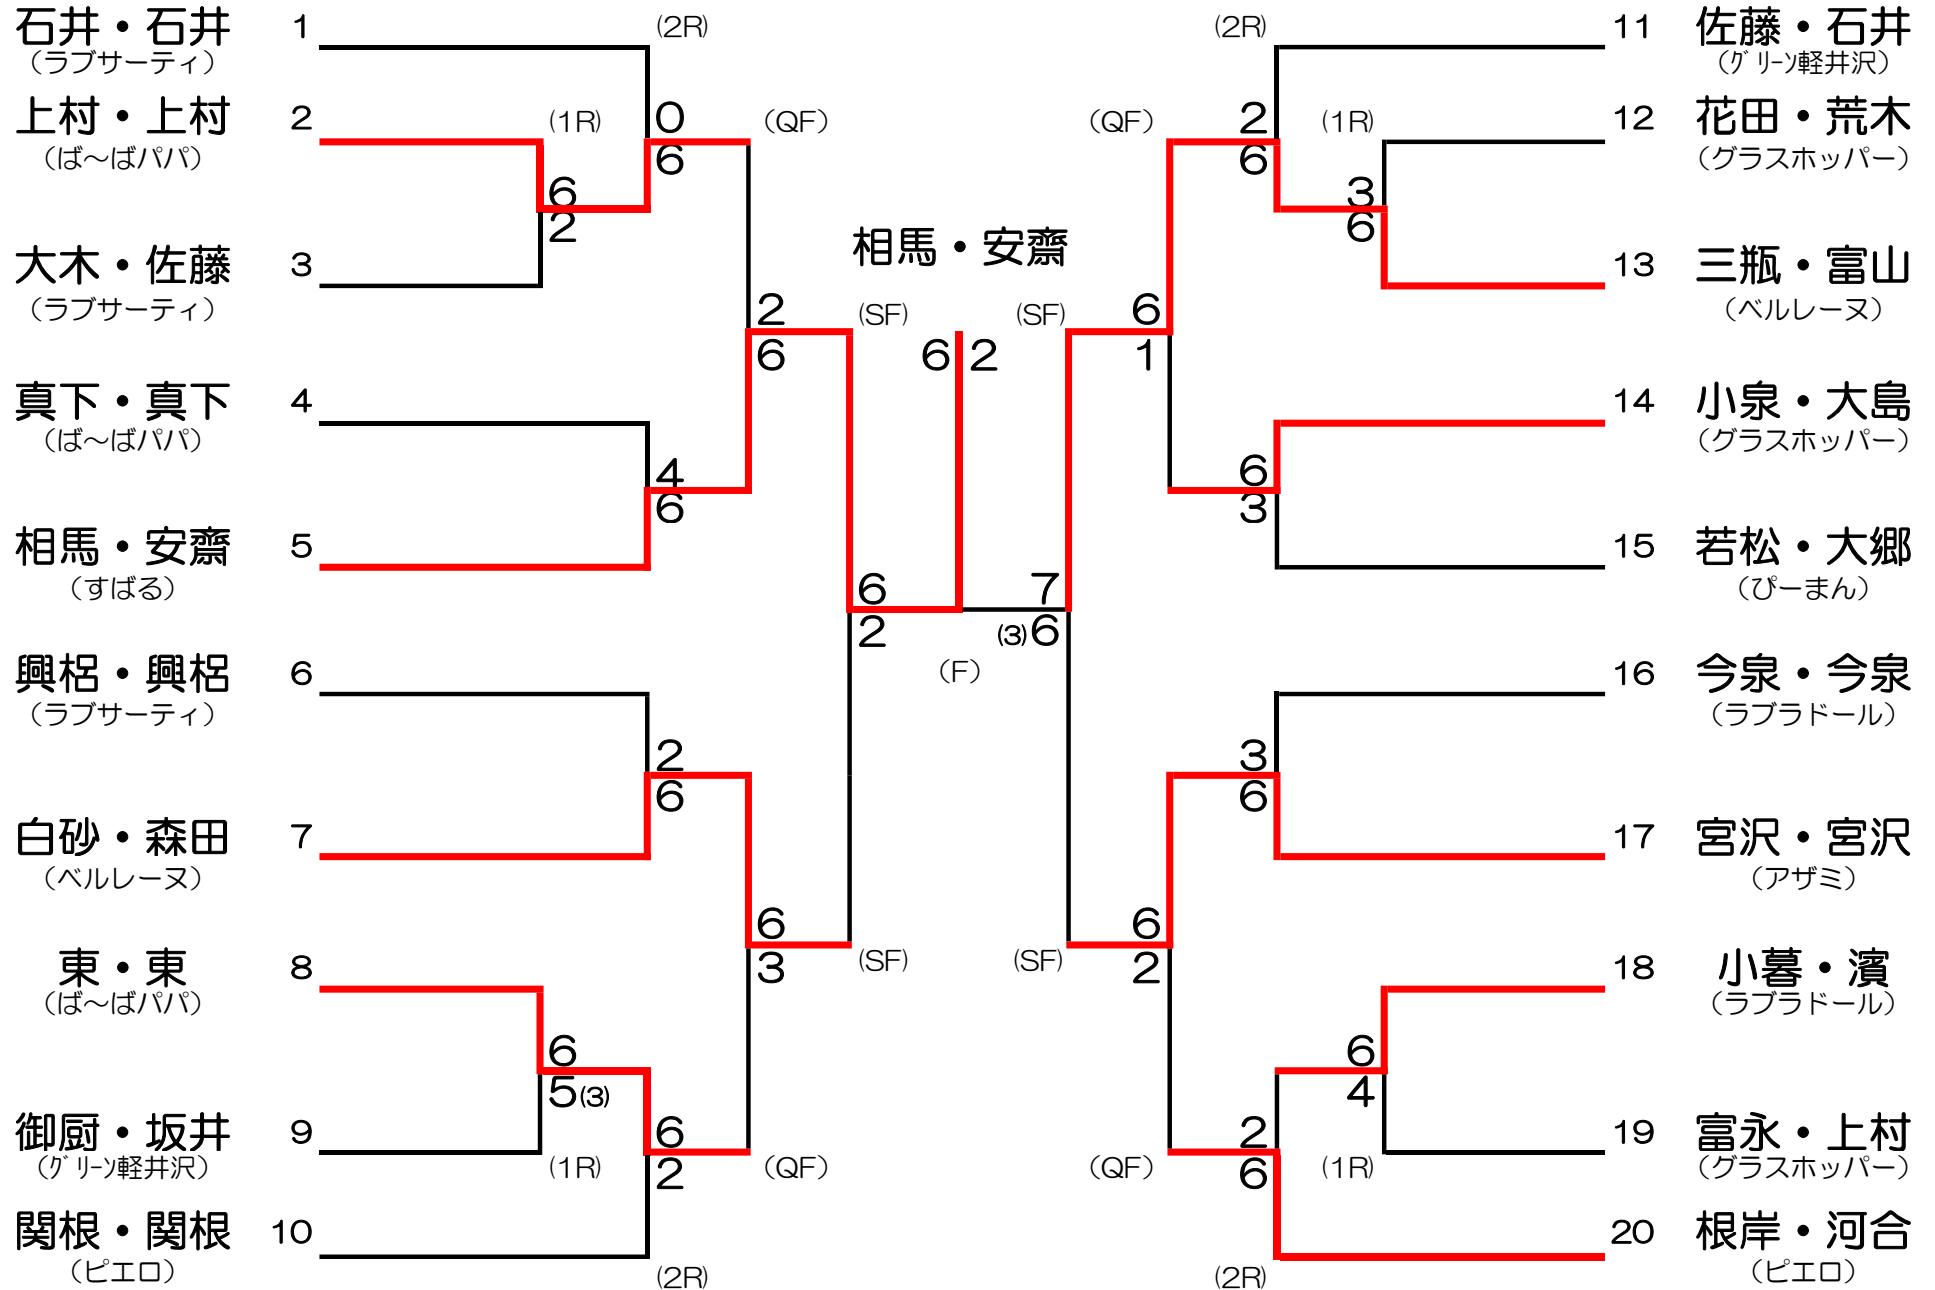 石井・石井 1 (2R)
(ラブサーティ)
上村・上村 2 (1R) 0 (QF)
(ば～ばパパ) 6
6
2
大木・佐藤 3
(ラブサーティ)
2 (SF)
6
真下・真下 4
(ば～ばパパ)
4
6
相馬・安齋 5
(すばる)
6
2
興梠・興梠 6
(ラブサーティ)
2
6
白砂・森田 7
(ベルレーヌ)
6
3 (SF)
東・東 8
(ば～ばパパ)
6
5(3)
御厨・坂井 9 6
(グリーン軽井沢) (1R) 2 (QF)
関根・関根 10
(ピエロ) (2R)
相馬・安齋
6 2
(F)
(2R) 11 佐藤・石井
(グリーン軽井沢)
(QF) 2 (1R) 12 花田・荒木
6 (グラスホッパー)
3
6
13 三瓶・富山
(ベルレーヌ)
(SF) 6
1
14 小泉・大島
(グラスホッパー)
6
3
15 若松・大郷
(ぴーまん)
7
(3)6
16 今泉・今泉
(ラブラドール)
3
6
17 宮沢・宮沢
(アザミ)
6
(SF) 2
18 小暮・濱
(ラブラドール)
6
4
2 19 富永・上村
(QF) 6 (1R) (グラスホッパー)
20 根岸・河合
(2R) (ピエロ)